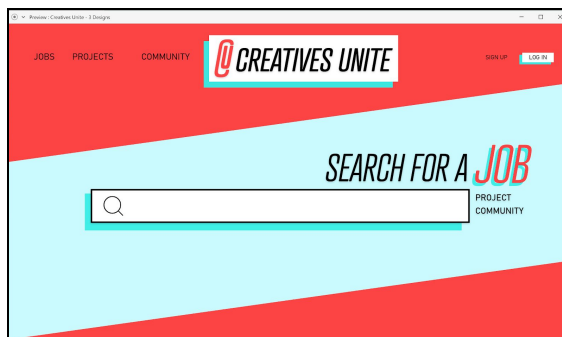 Preview : Creatives Unite - 3 Designs
JOBS PROJECTS COMMUNITY @ CREATIVES UNITE SIGN UP LOG IN
SEARCH FOR A JOB
PROJECT
COMMUNITY